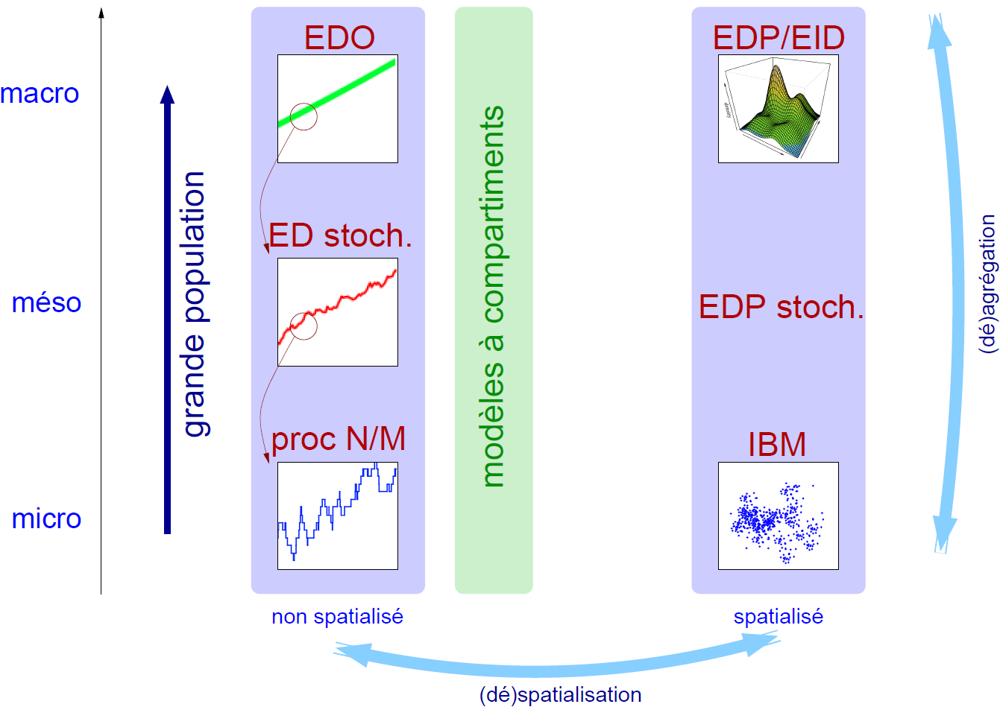 EDO
EDP/EID
macro
density
grande population
modèles à compartiments
ED stoch.
méso
EDP stoch.
(dé)agrégation
proc N/M
IBM
micro
non spatialisé
spatialisé
(dé)spatialisation